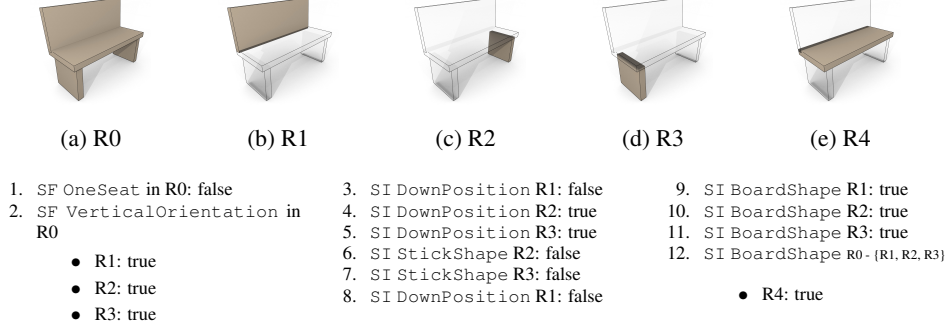 (a) R0
(b) R1
(c) R2
(d) R3
(e) R4
1. SF OneSeat in R0: false
2. SF VerticalOrientation in
R0
• R1: true
• R2: true
• R3: true
3. SI DownPosition R1: false
4. SI DownPosition R2: true
5. SI DownPosition R3: true
6. SI StickShape R2: false
7. SI StickShape R3: false
8. SI DownPosition R1: false
9. SI BoardShape R1: true
10. SI BoardShape R2: true
11. SI BoardShape R3: true
12. SI BoardShape R0 - {R1, R2, R3}
• R4: true